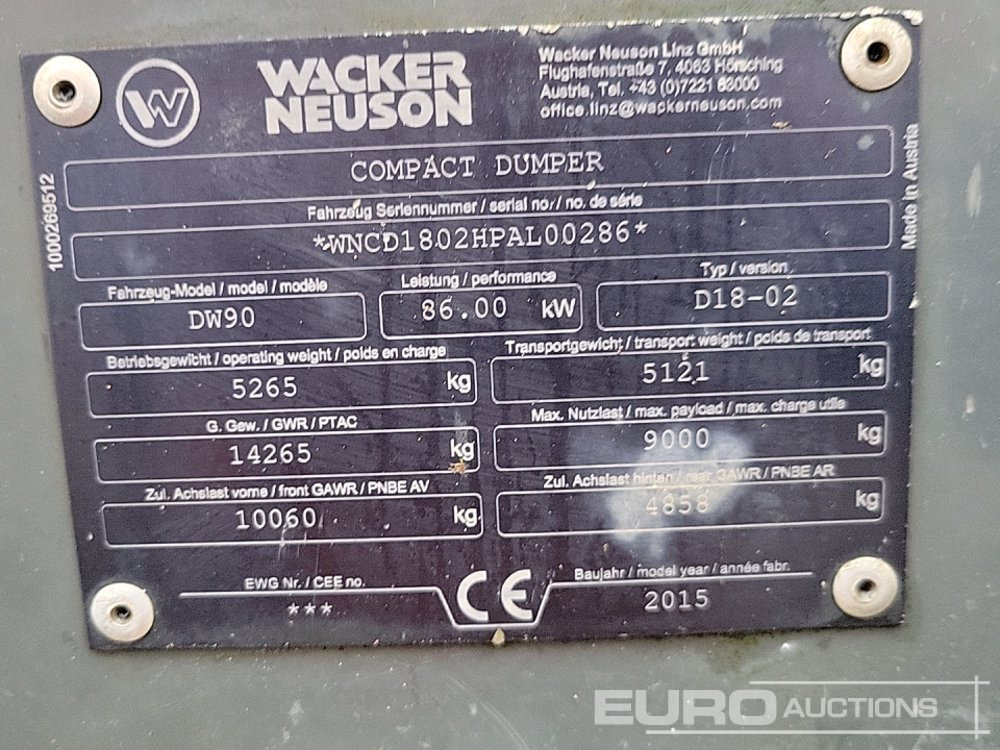 WACKER
NEUSON
Wacker Neuson Linz GmbH
Flughafenstraße 7, 4063 Hörsching
Austria, Tel. +43 (0)7221 63000
office.linz@wackerneuson.com
COMPACT DUMPER
1000269512
Made in Austria
Fahrzeug Seriennummer / serial no / no. de série
*WNCD1802HPAL00286*
Fahrzeug-Model / model / modèle
Leistung / performance
Typ / version
DW90
86.00 kW
D18-02
Betriebsgewicht / operating weight / poids en charge
Transportgewicht / transport weight / poids de transport
5265 kg
5121 kg
G. Gew. / GWR / PTAC
Max. Nutzlast / max. payload / max. charge utile
14265 kg
9000 kg
Zul. Achslast vorne / front GAWR / PNBE AV
Zul. Achslast hinten / rear GAWR / PNBE AR
10060 kg
4858 kg
EWG Nr. / CEE no.
CE
Baujahr / model year / année fabr.
***
2015
EURO AUCTIONS